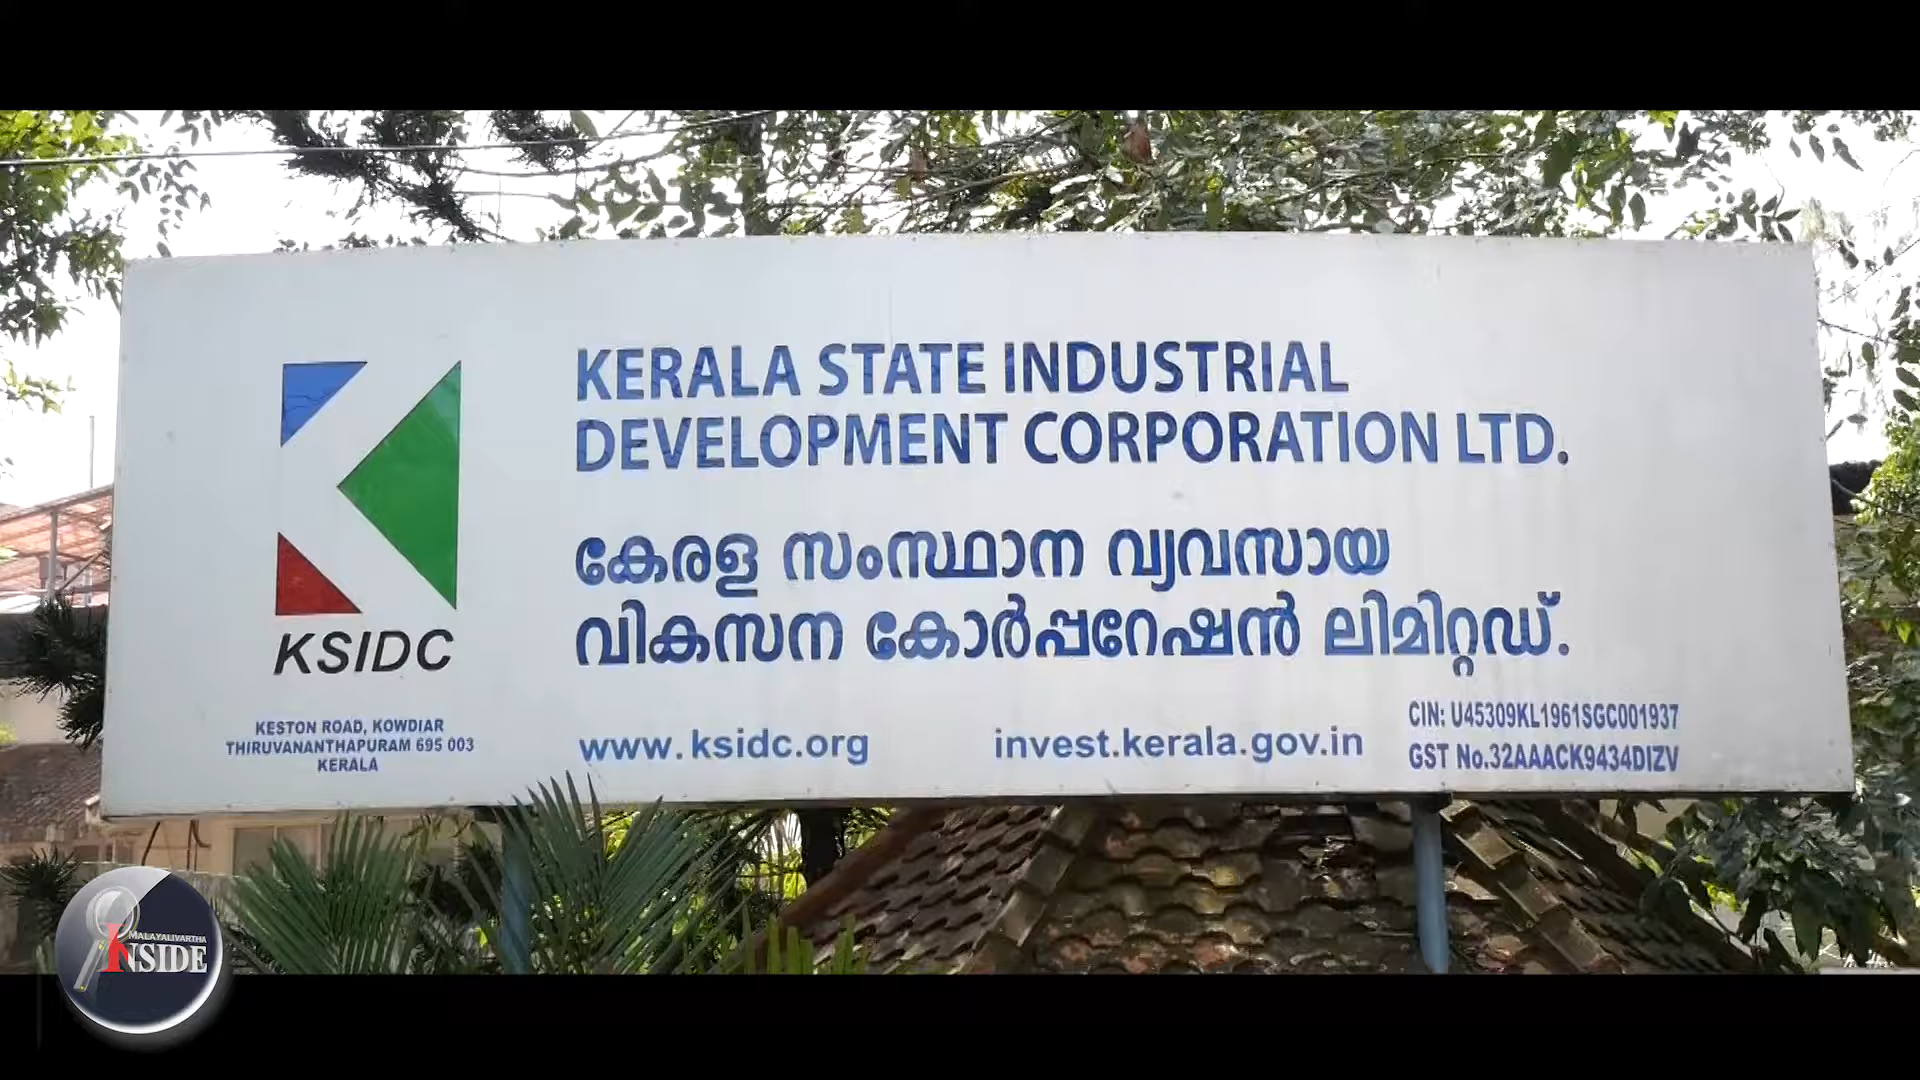 KERALA STATE INDUSTRIAL
DEVELOPMENT CORPORATION LTD.
കേരള സംസ്ഥാന വ്യവസായ
വികസന കോർപ്പറേഷൻ ലിമിറ്റഡ്.
KSIDC
KESTON ROAD, KOWDIAR
THIRUVANANTHAPURAM 695 003
KERALA
www.ksidc.org
invest.kerala.gov.in
CIN: U45309KL1961SGC001937
GST No.32AAACK9434DIZV
MALAYALIVARTHA
INSIDE